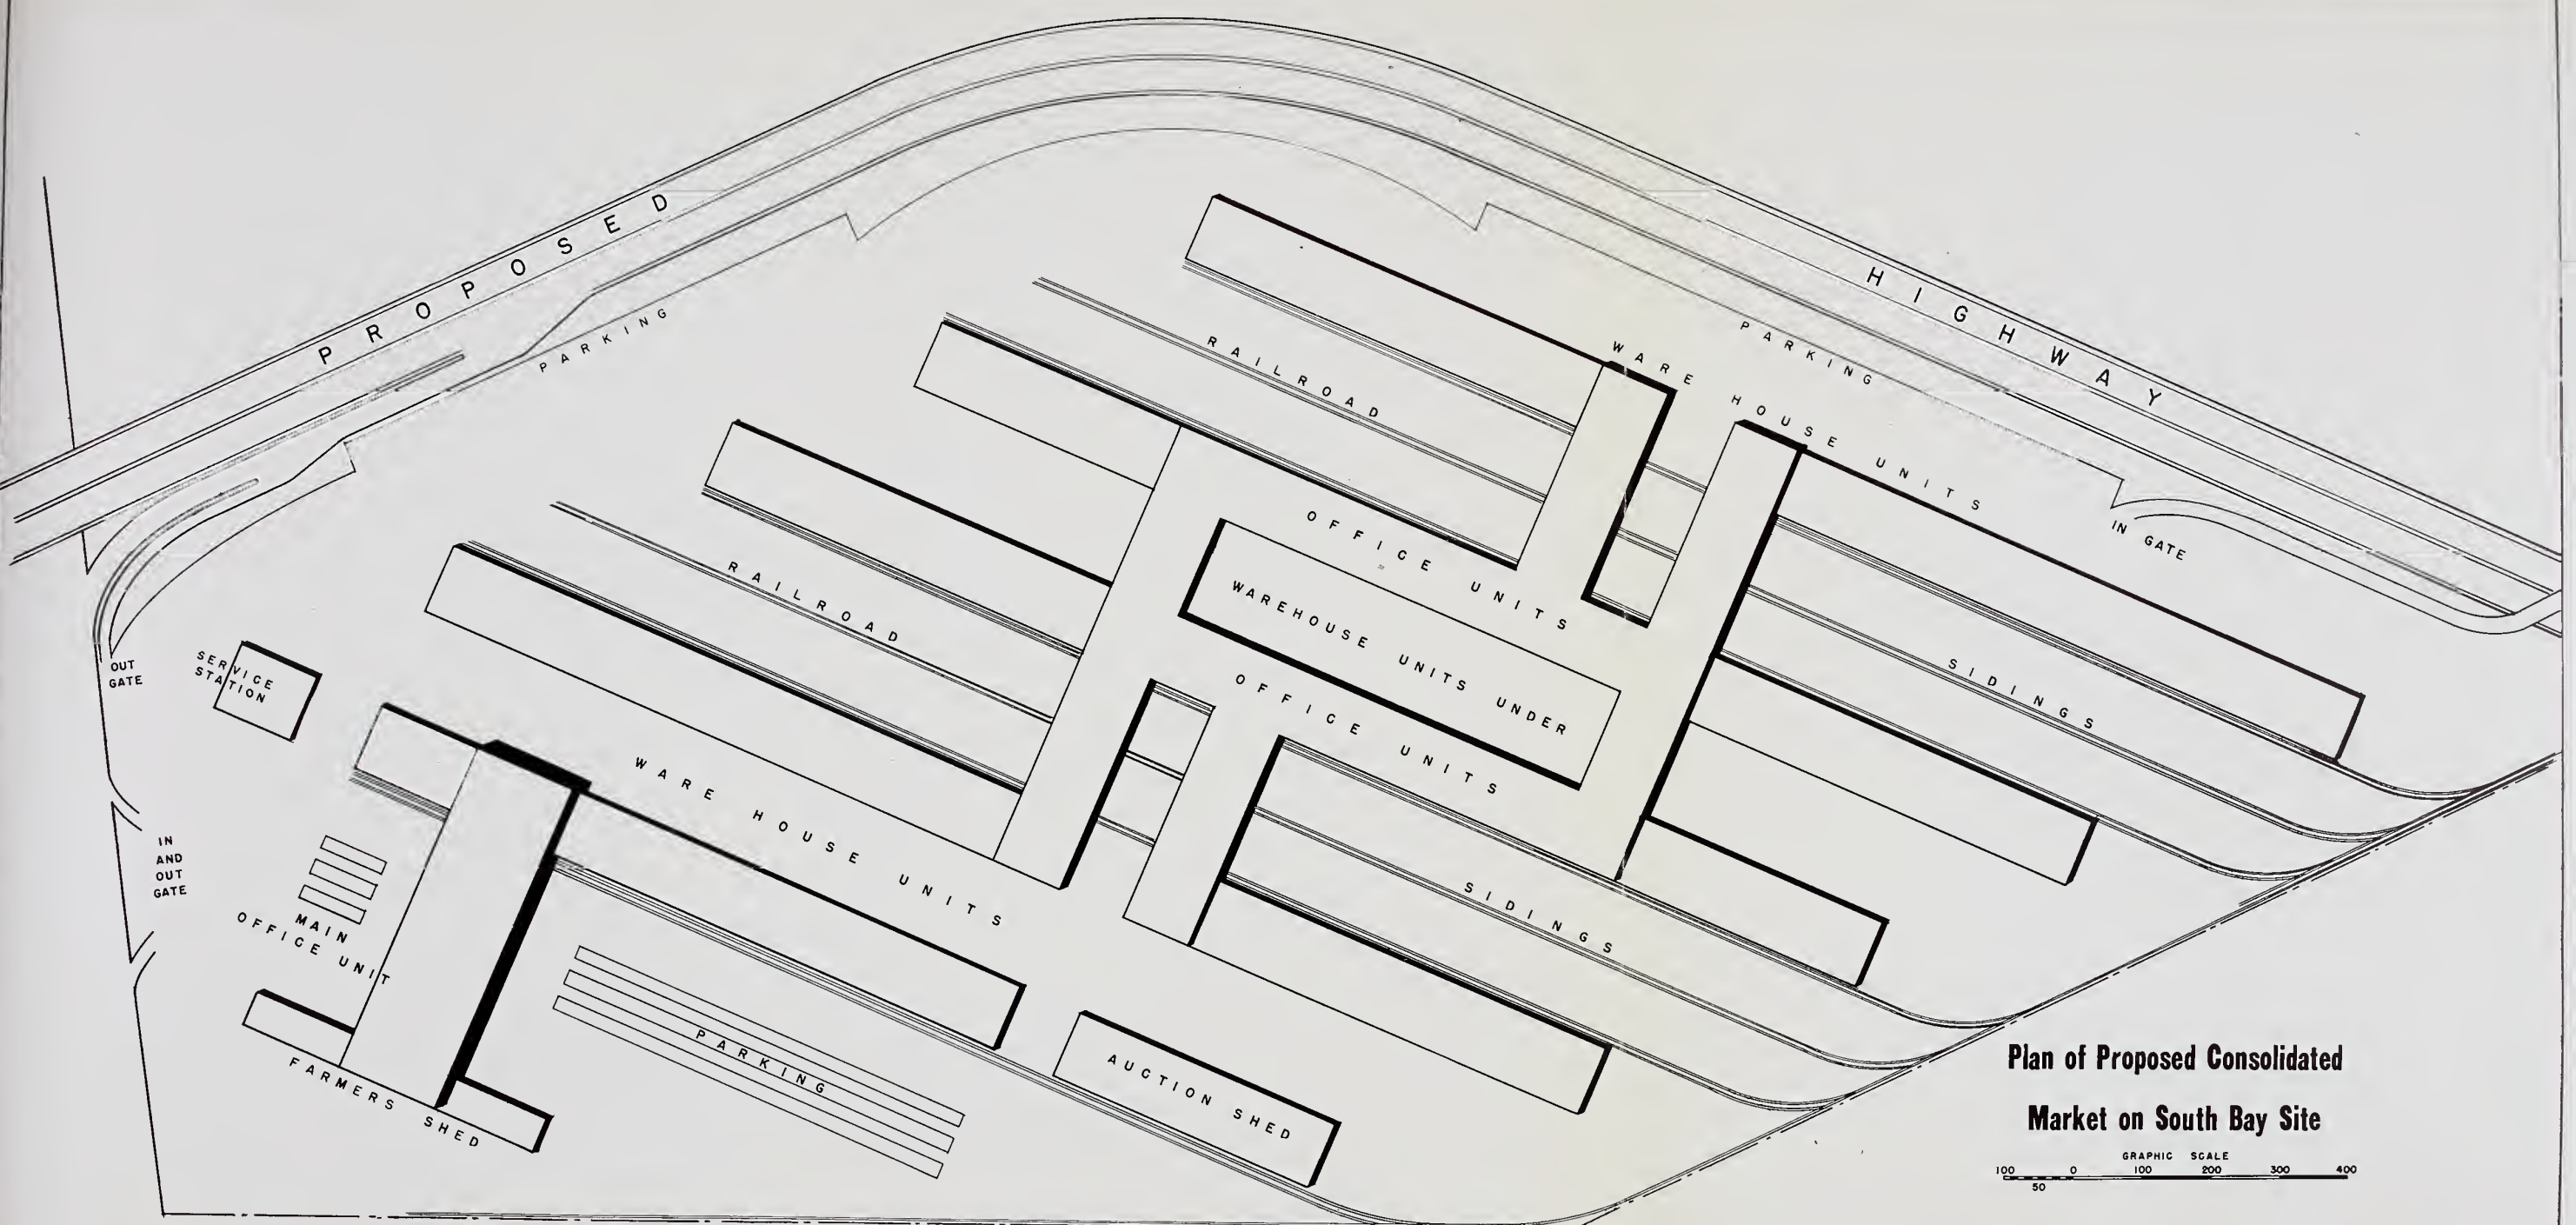 PROPOSED
HIGHWAY
PARKING
PARKING
RAILROAD
WARE
HOUSE UNITS
IN GATE
OFFICE UNITS
WAREHOUSE UNITS UNDER
OFFICE UNITS
RAILROAD
SIDINGS
OUT
GATE
SERVICE
STATION
WARE HOUSE UNITS
IN
AND
OUT
GATE
MAIN
OFFICE UNIT
SIDINGS
PARKING
FARMERS SHED
AUCTION SHED
Plan of Proposed Consolidated
Market on South Bay Site
GRAPHIC SCALE
100 0 100 200 300 400
50